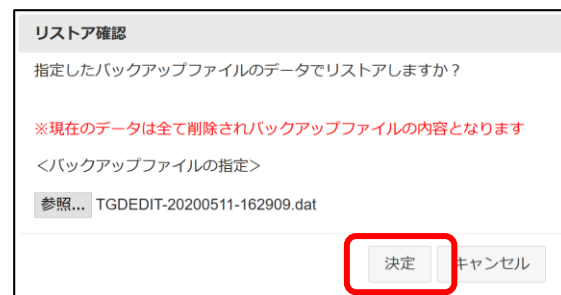 リストア確認
指定したバックアップファイルのデータでリストアしますか？
※現在のデータは全て削除されバックアップファイルの内容となります
＜バックアップファイルの指定＞
参照... TGDEDIT-20200511-162909.dat
決定 キャンセル